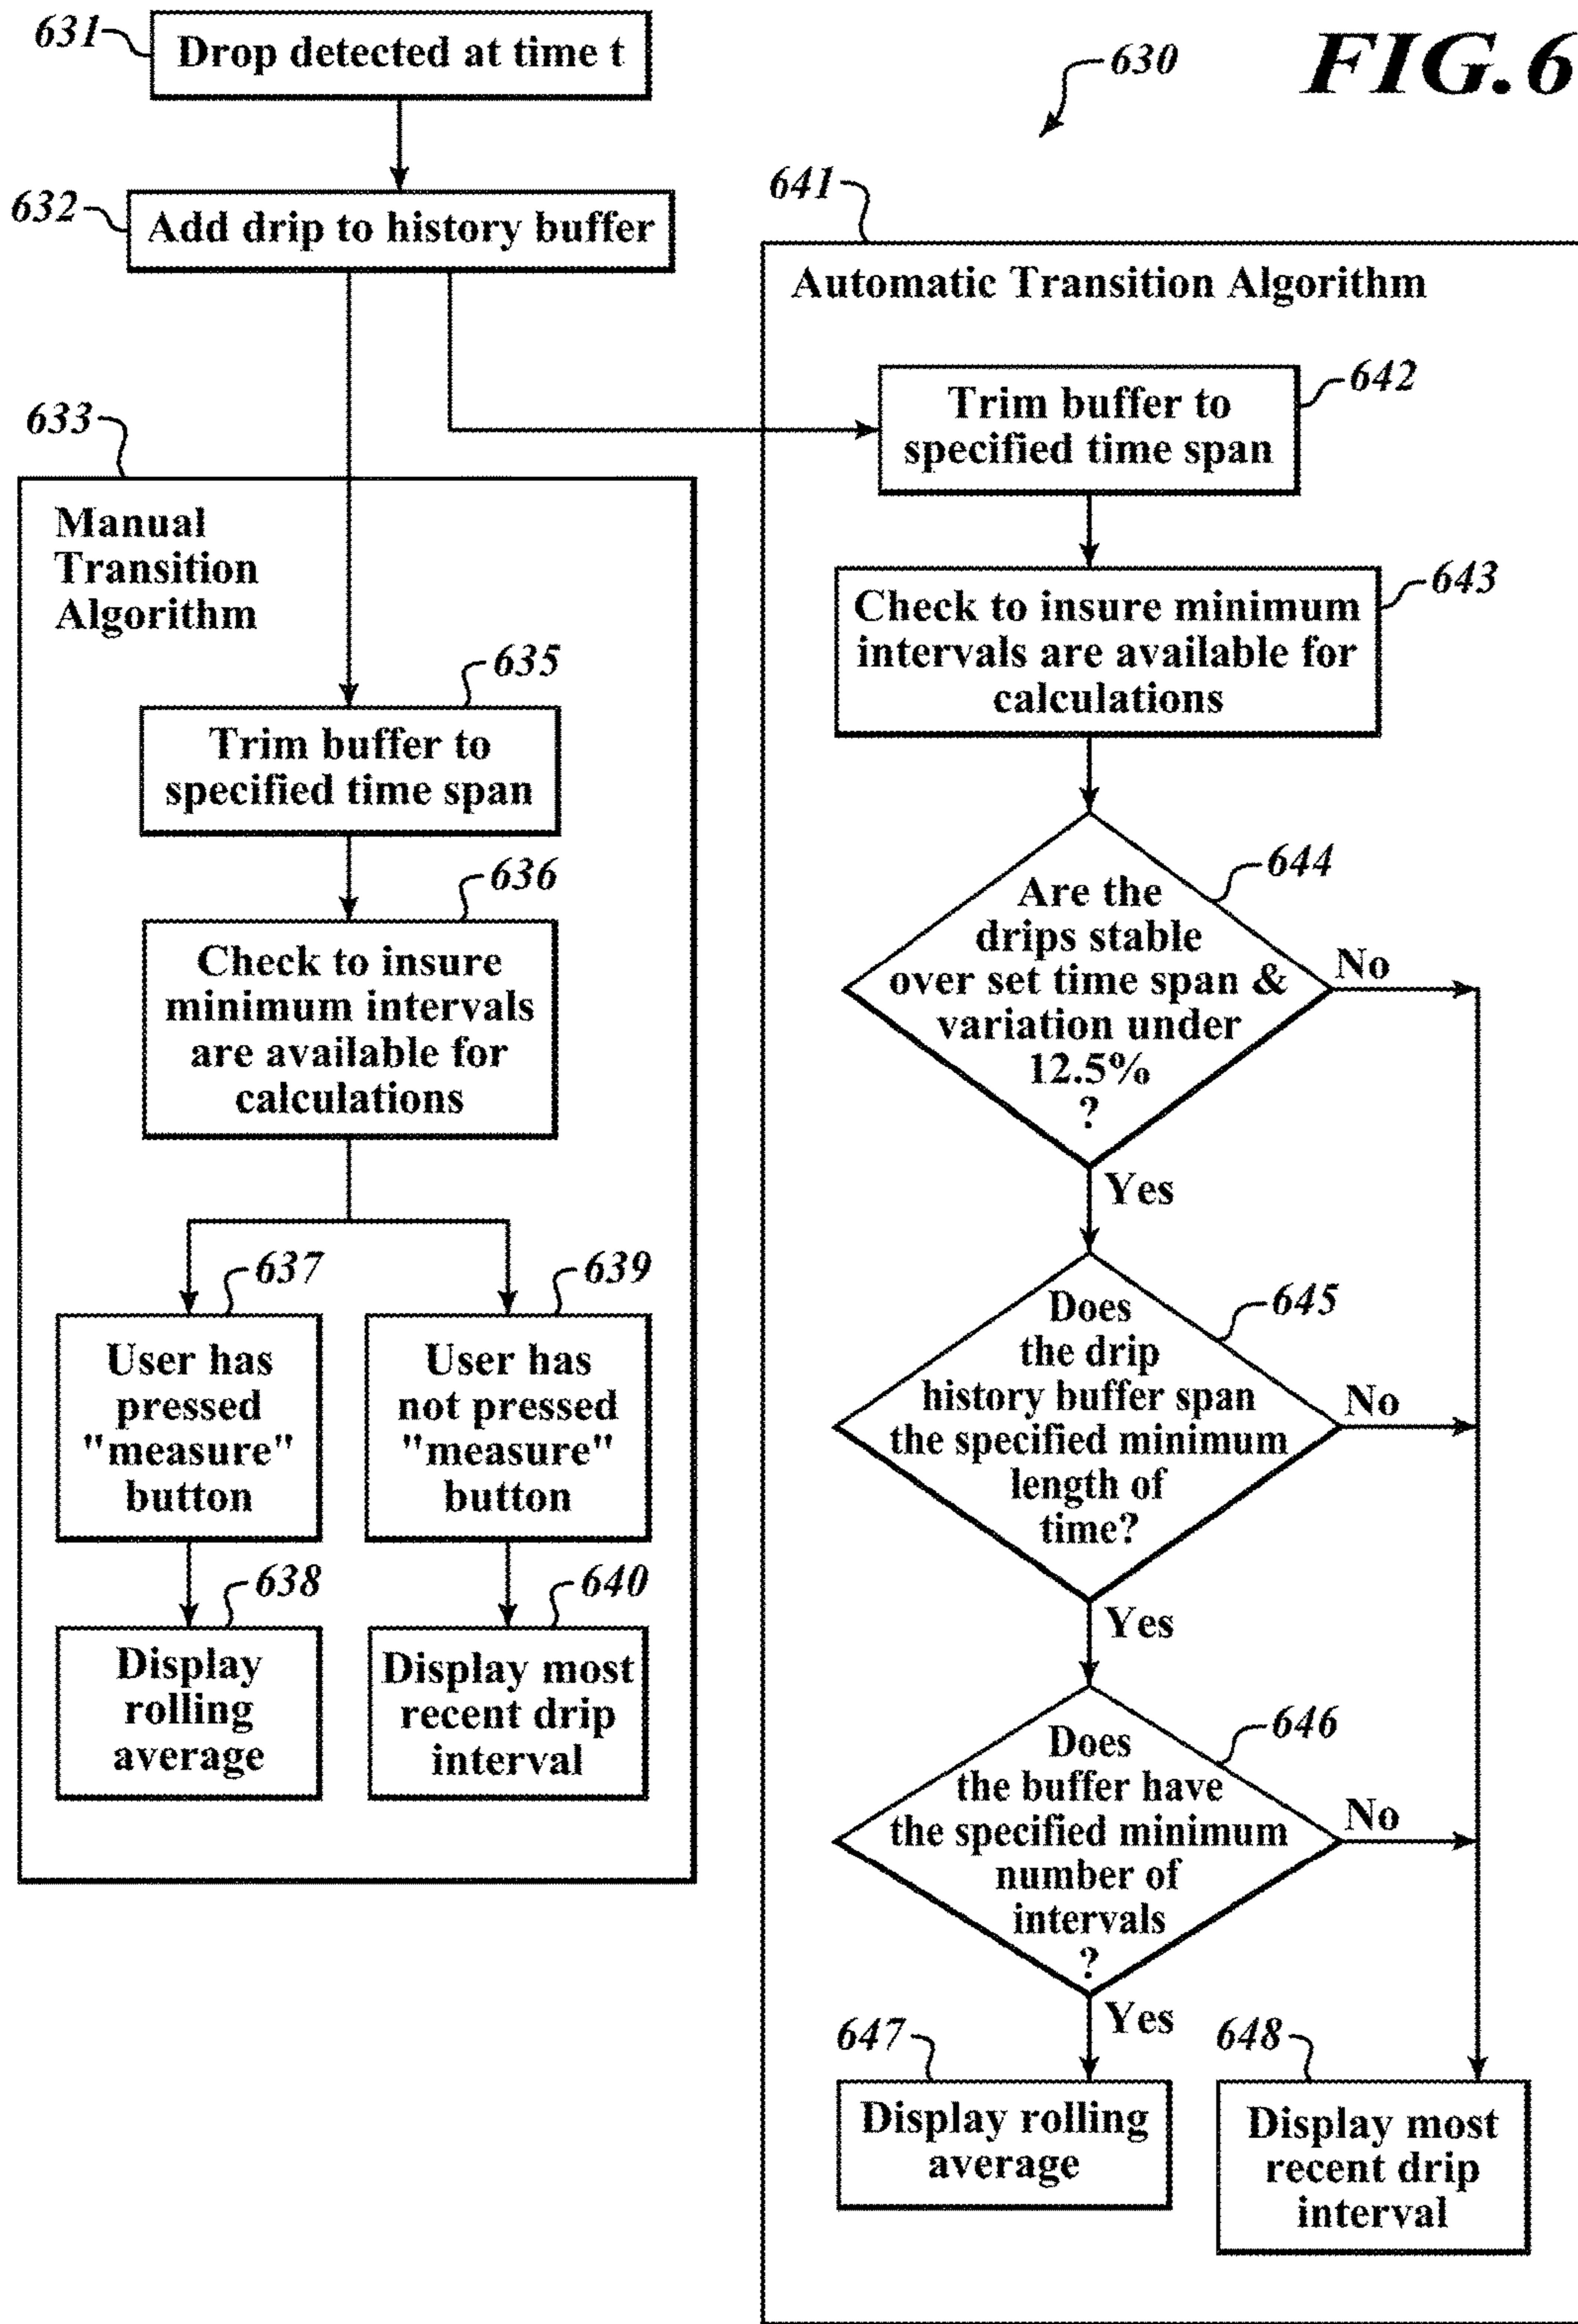 631
Drop detected at time t
630
FIG.6
632
Add drip to history buffer
633
Manual
Transition
Algorithm
635
Trim buffer to
specified time span
636
Check to insure
minimum intervals
are available for
calculations
637
User has
pressed
"measure"
button
638
Display
rolling
average
639
User has
not pressed
"measure"
button
640
Display most
recent drip
interval
641
Automatic Transition Algorithm
642
Trim buffer to
specified time span
643
Check to insure minimum
intervals are available for
calculations
644
Are the
drips stable
over set time span &
variation under
12.5%
?
No
Yes
645
Does
the drip
history buffer span
the specified minimum
length of
time?
No
Yes
646
Does
the buffer have
the specified minimum
number of
intervals
?
No
Yes
647
Display rolling
average
648
Display most
recent drip
interval